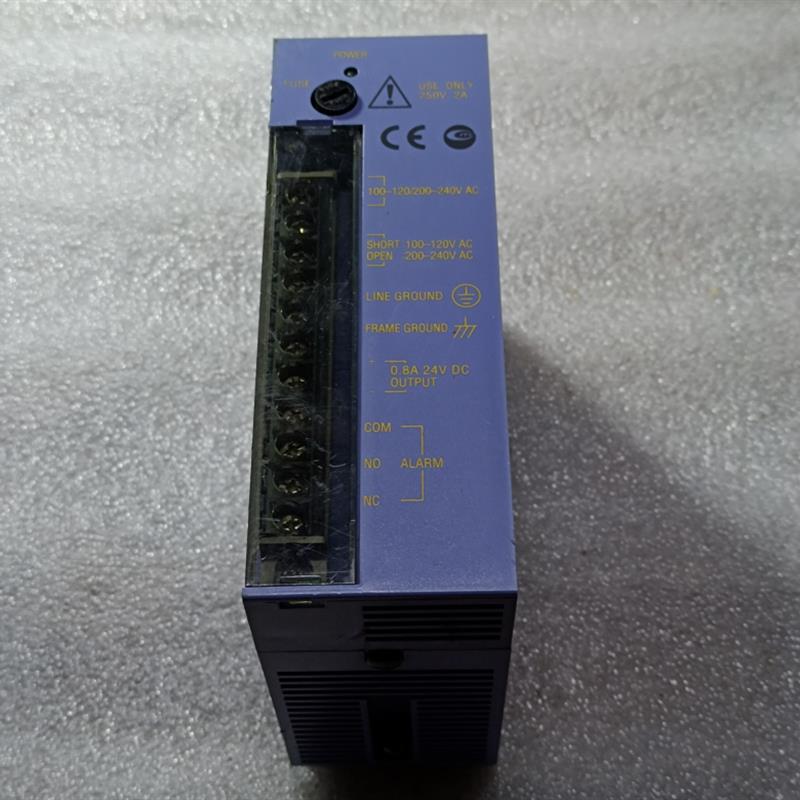 POWER
FUSE
USE ONLY
250V 2A
CE
100-120/200-240V AC
SHORT 100-120V AC
OPEN 200-240V AC
LINE GROUND
FRAME GROUND
0.8A 24V DC
OUTPUT
COM
NO ALARM
NC